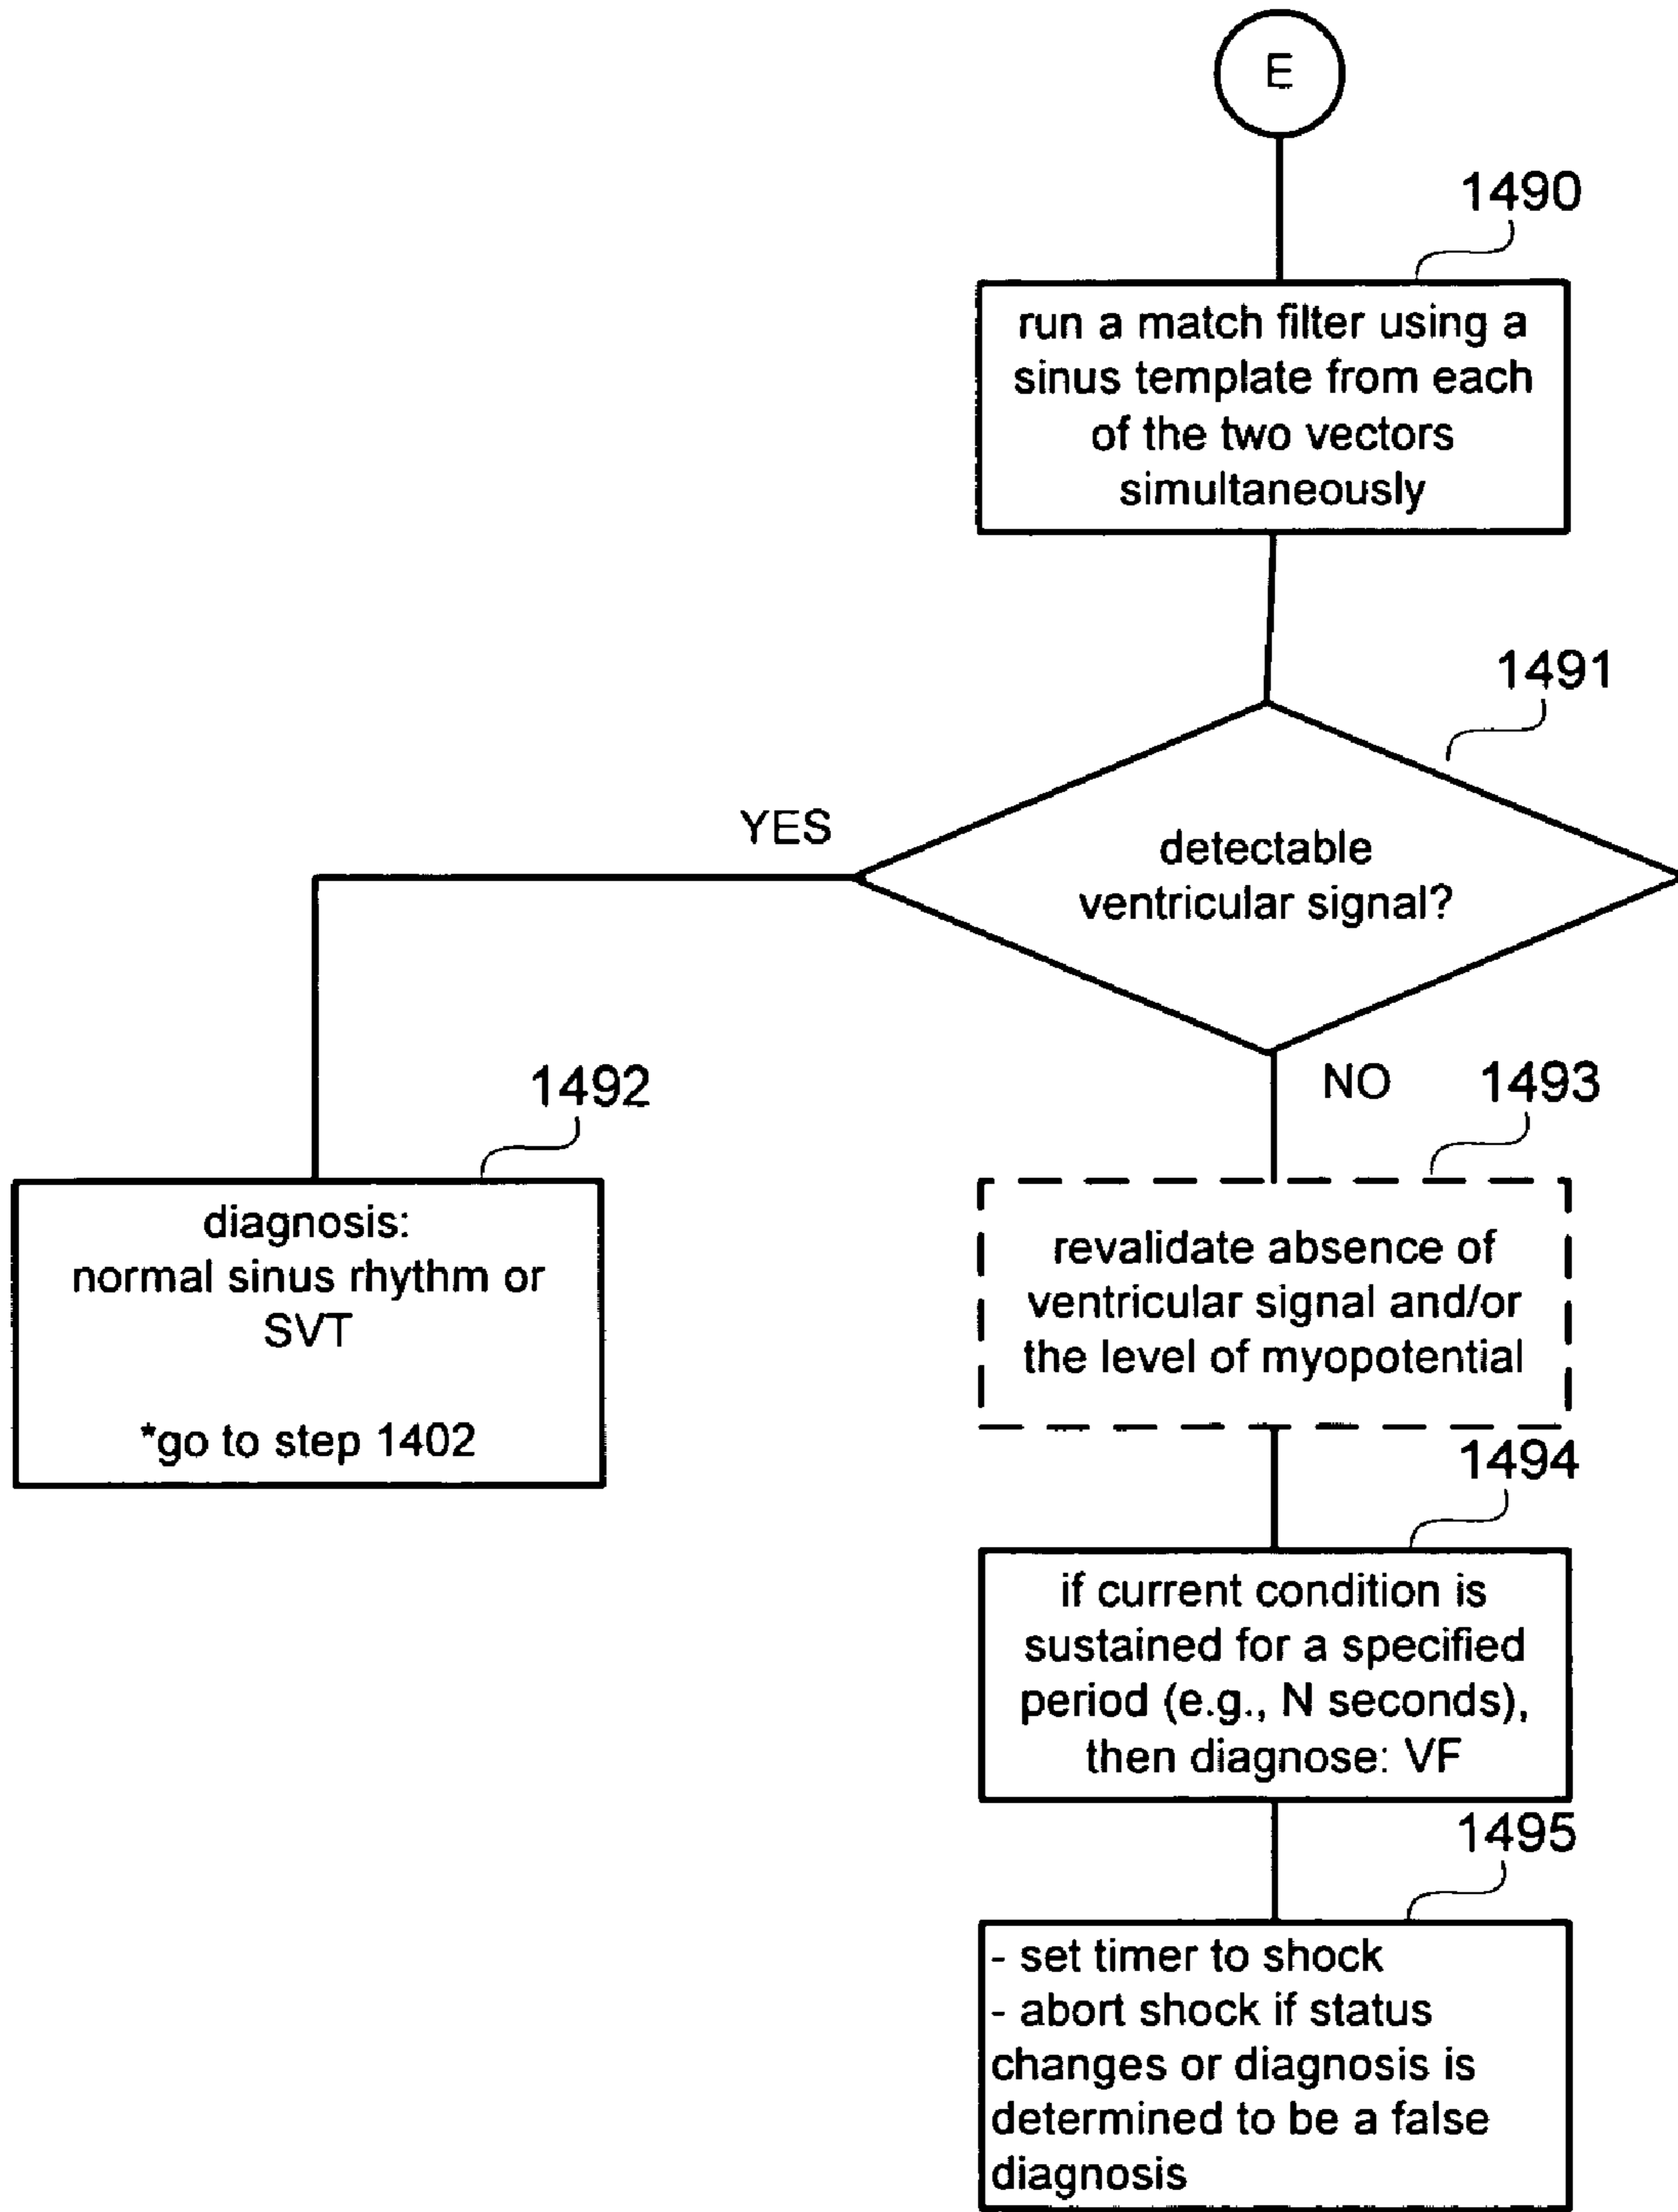 E
1490
run a match filter using a
sinus template from each
of the two vectors
simultaneously
1491
YES
detectable
ventricular signal?
1492
diagnosis:
normal sinus rhythm or
SVT
*go to step 1402
NO
1493
revalidate absence of
ventricular signal and/or
the level of myopotential
1494
if current condition is
sustained for a specified
period (e.g., N seconds),
then diagnose: VF
1495
- set timer to shock
- abort shock if status
changes or diagnosis is
determined to be a false
diagnosis